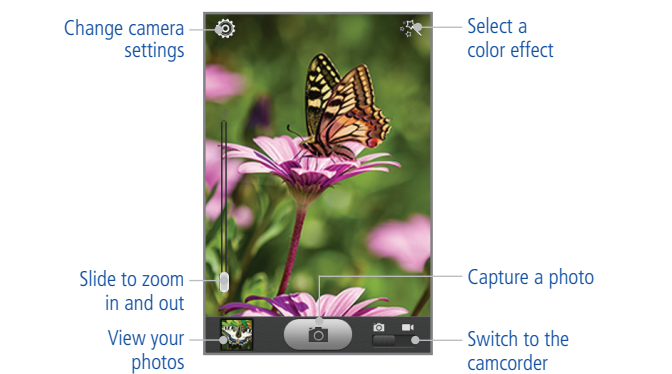 Change camera
settings
Select a
color effect
Slide to zoom
in and out
Capture a photo
View your
photos
Switch to the
camcorder